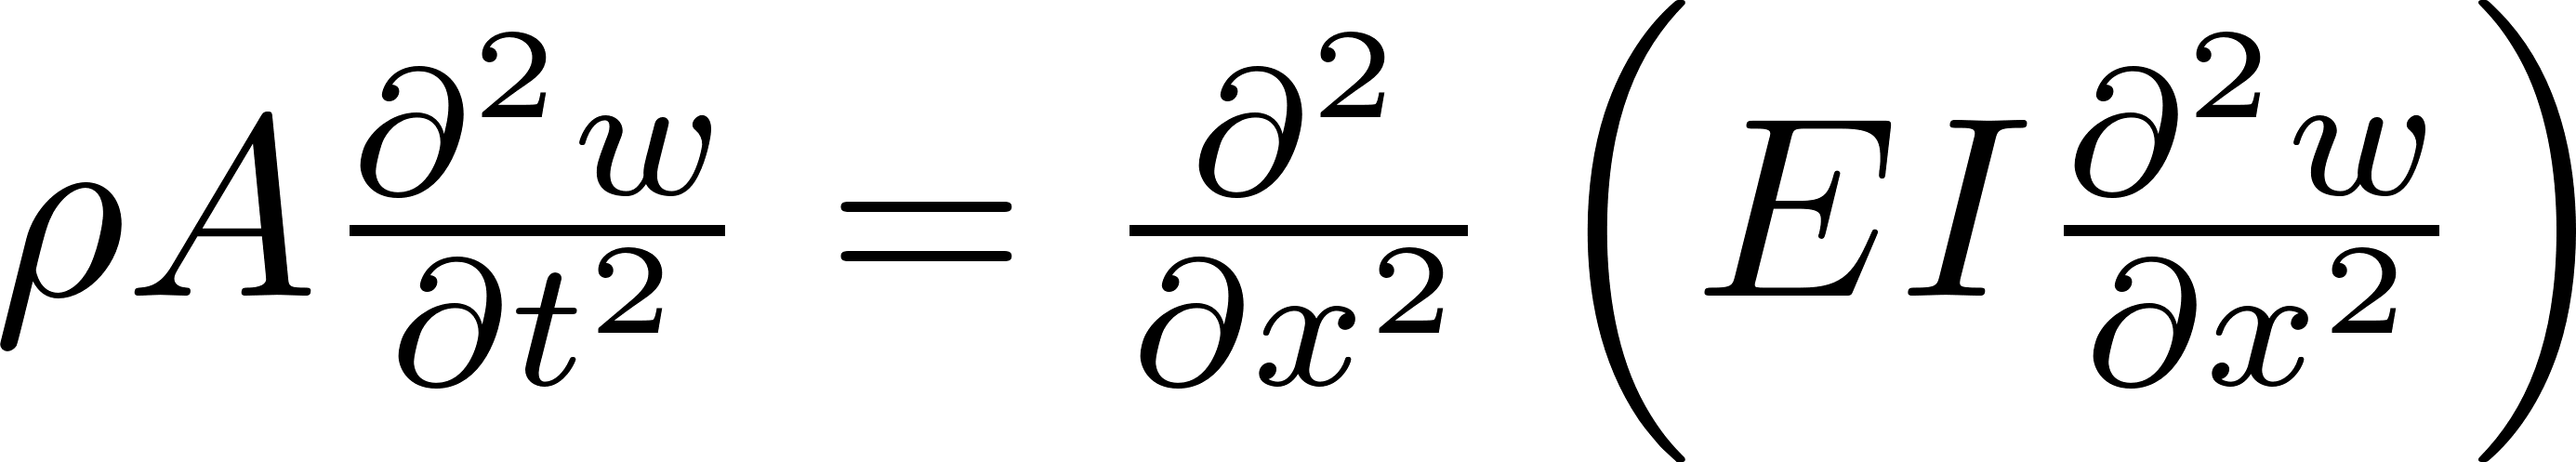 ρA ∂²w/∂t² = ∂²/∂x² (EI ∂²w/∂x²)